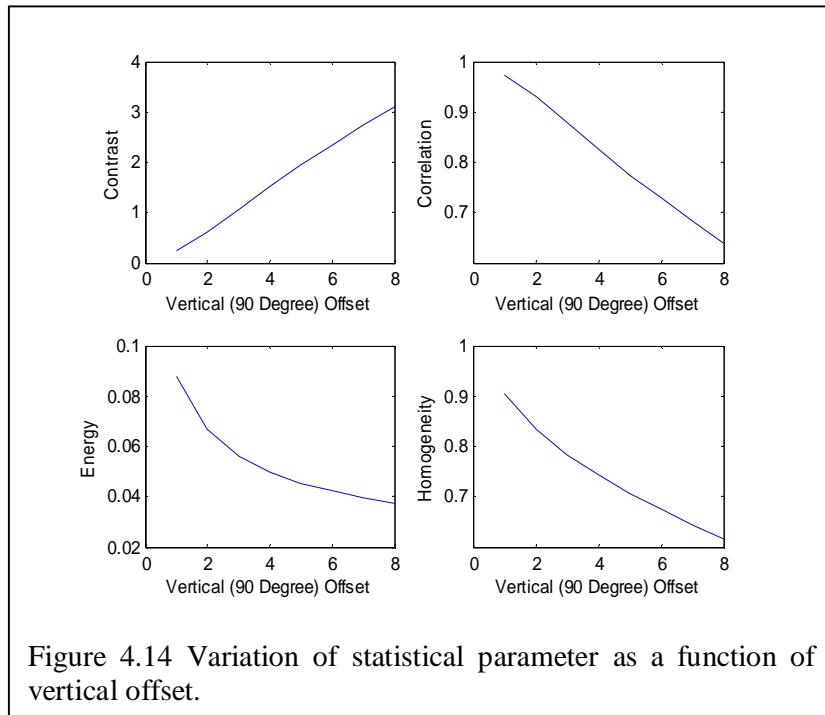 4
3
2
1
0
Contrast
0 2 4 6 8
Vertical (90 Degree) Offset
1
0.9
0.8
0.7
Correlation
0 2 4 6 8
Vertical (90 Degree) Offset
0.1
0.08
0.06
0.04
0.02
Energy
0 2 4 6 8
Vertical (90 Degree) Offset
1
0.9
0.8
0.7
Homogeneity
0 2 4 6 8
Vertical (90 Degree) Offset
Figure 4.14 Variation of statistical parameter as a function of
vertical offset.